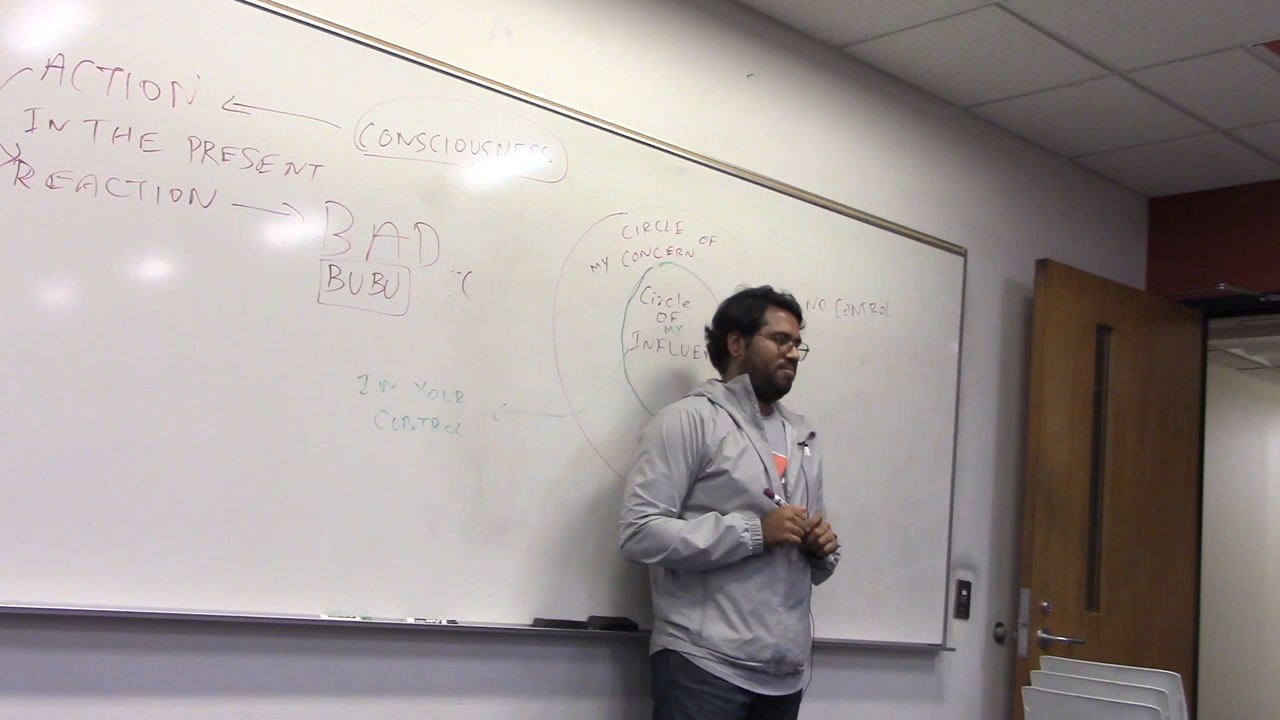 ACTION
CONSCIOUSNESS
IN THE PRESENT
REACTION
BAD
BUBU :(
CIRCLE OF
MY CONCERN
Circle
OF
MY
INFLUE
NO CONTROL
IN YOUR
CONTROL